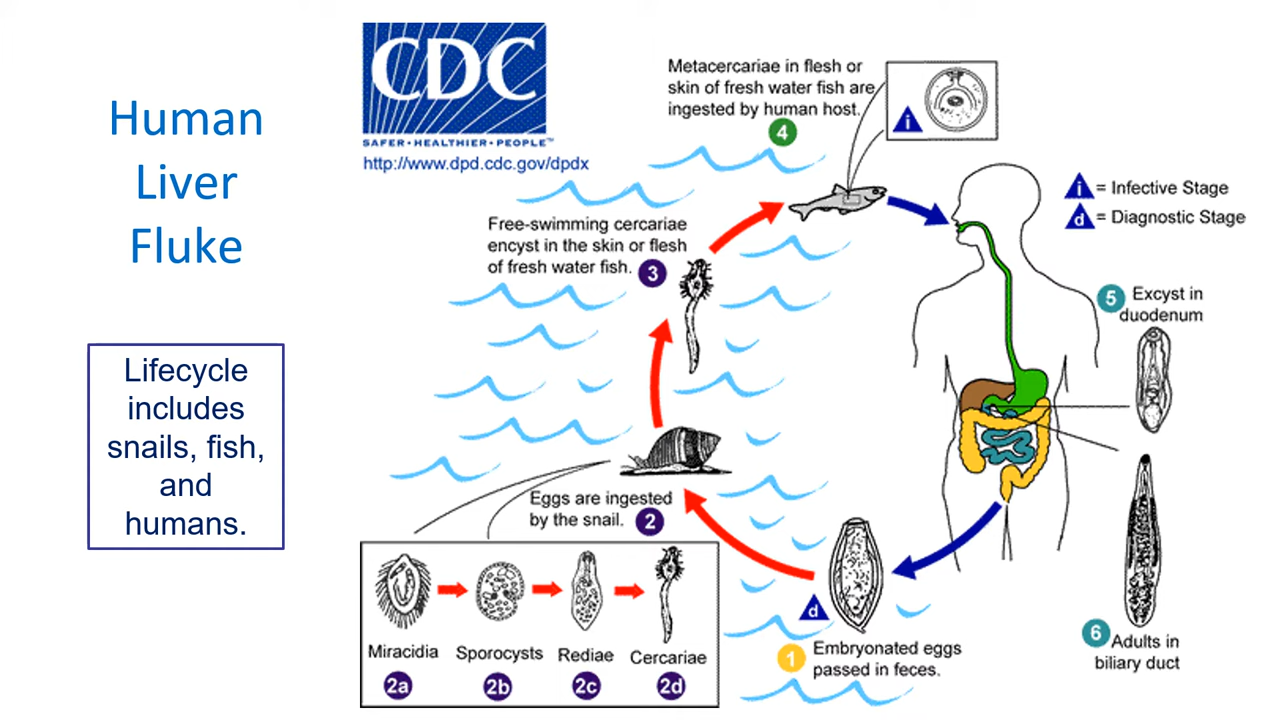 Human
Liver
Fluke
Lifecycle
includes
snails, fish,
and
humans.
CDC
SAFER•HEALTHIER•PEOPLE™
http://www.dpd.cdc.gov/dpdx
Metacercariae in flesh or
skin of fresh water fish are
ingested by human host.
4
i
i = Infective Stage
d = Diagnostic Stage
Free-swimming cercariae
encyst in the skin or flesh
of fresh water fish. 3
5 Excyst in
duodenum
Eggs are ingested
by the snail. 2
d
1 Embryonated eggs
passed in feces.
6 Adults in
biliary duct
Miracidia Sporocysts Rediae Cercariae
2a 2b 2c 2d